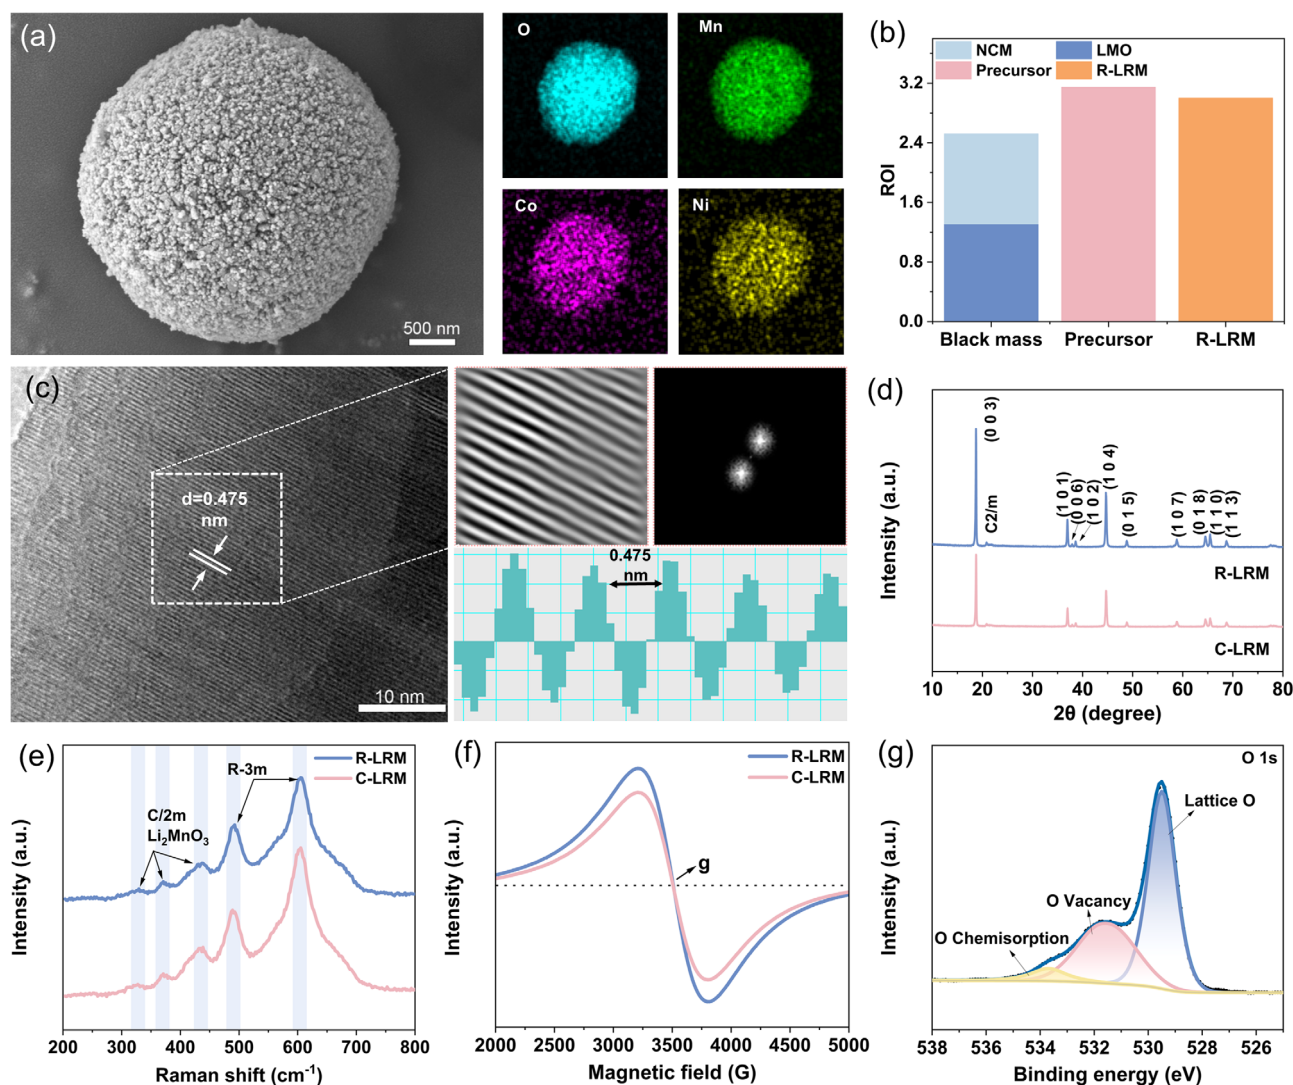 (a)
500 nm
O
Mn
Co
Ni
(b)
NCM
LMO
Precursor
R-LRM
ROI
3.2
2.4
1.6
0.8
0.0
Black mass
Precursor
R-LRM
(c)
d=0.475
nm
10 nm
0.475
nm
(d)
Intensity (a.u.)
(0 0 3)
C2/m
(1 0 1)
(0 0 6)
(1 0 2)
(1 0 4)
(0 1 5)
(1 0 7)
(0 1 8)
(1 1 0)
(1 1 3)
R-LRM
C-LRM
10 20 30 40 50 60 70 80
2θ (degree)
(e)
R-LRM
C-LRM
R-3m
C/2m
Li₂MnO₃
Intensity (a.u.)
200 300 400 500 600 700 800
Raman shift (cm⁻¹)
(f)
R-LRM
C-LRM
g
Intensity (a.u.)
2000 2500 3000 3500 4000 4500 5000
Magnetic field (G)
(g)
O 1s
Lattice O
O Vacancy
O Chemisorption
Intensity (a.u.)
538 536 534 532 530 528 526
Binding energy (eV)